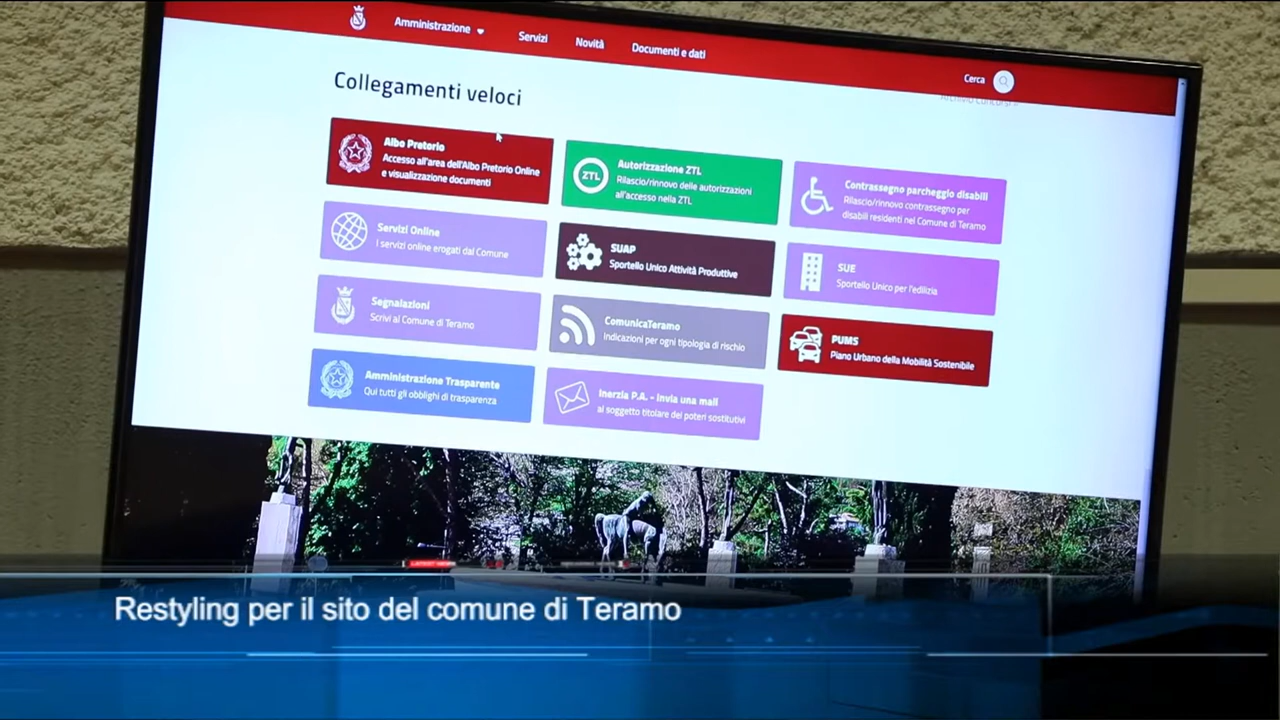 Amministrazione
Servizi
Novità
Documenti e dati
Cerca
Collegamenti veloci
Albo Pretorio
Accesso all'area dell'Albo Pretorio Online
e visualizzazione documenti
ZTL
Autorizzazione ZTL
Rilascio/rinnovo delle autorizzazioni
all'accesso nella ZTL
Contrassegno parcheggio disabili
Rilascio/rinnovo contrassegno per
disabili residenti nel Comune di Teramo
Servizi Online
I servizi online erogati dal Comune
SUAP
Sportello Unico Attività Produttive
SUE
Sportello Unico per l'edilizia
Segnalazioni
Scrivi al Comune di Teramo
ComunicaTeramo
Indicazioni per ogni tipologia di rischio
PUMS
Piano Urbano della Mobilità Sostenibile
Amministrazione Trasparente
Qui tutti gli obblighi di trasparenza
Inerzia P.A. - Invia una mail
al soggetto titolare dei poteri sostitutivi
Restyling per il sito del comune di Teramo